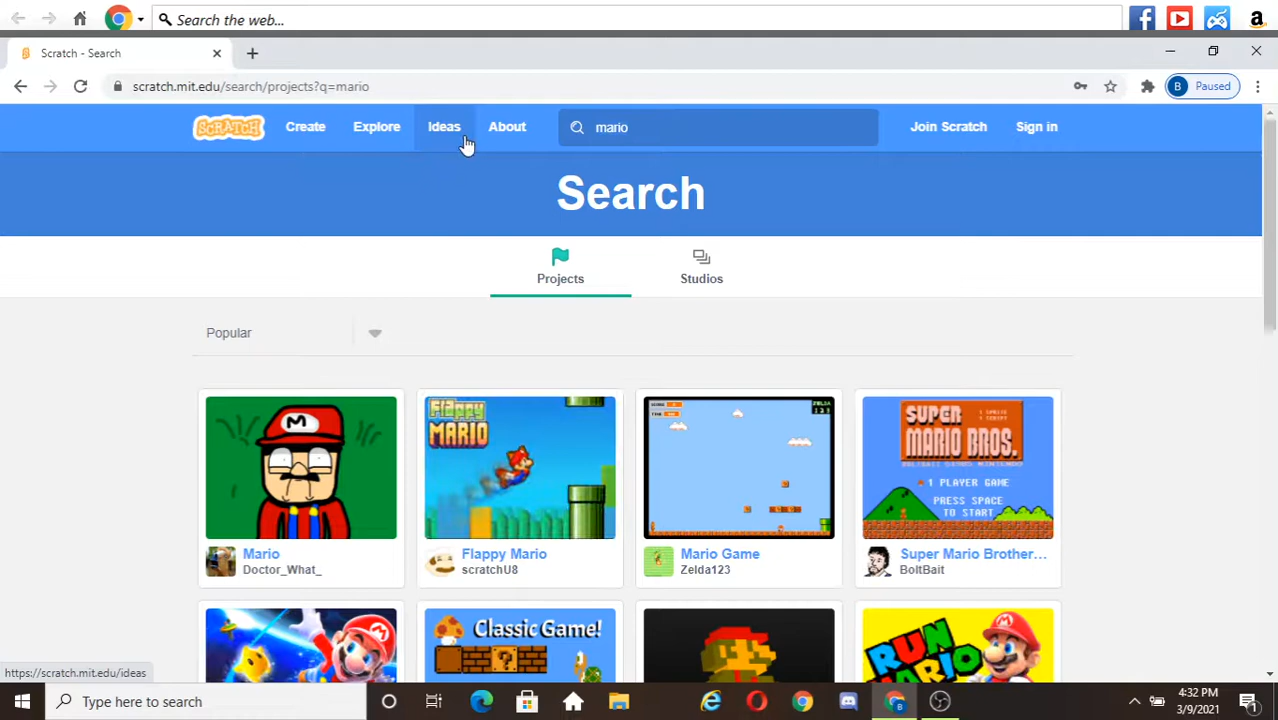 Search the web...
Scratch - Search
scratch.mit.edu/search/projects?q=mario
B Paused
SCRATCH Create Explore Ideas About mario Join Scratch Sign in
Search
Projects Studios
Popular
M
Flappy
MARIO
SUPER
MARIO BROS.
1 PLAYER GAME
PRESS SPACE
TO START
Mario
Doctor_What_
Flappy Mario
scratchU8
Mario Game
Zelda123
Super Mario Brother...
BoltBait
Classic Game!
RUN
MARIO
https://scratch.mit.edu/ideas
Type here to search
4:32 PM
3/9/2021